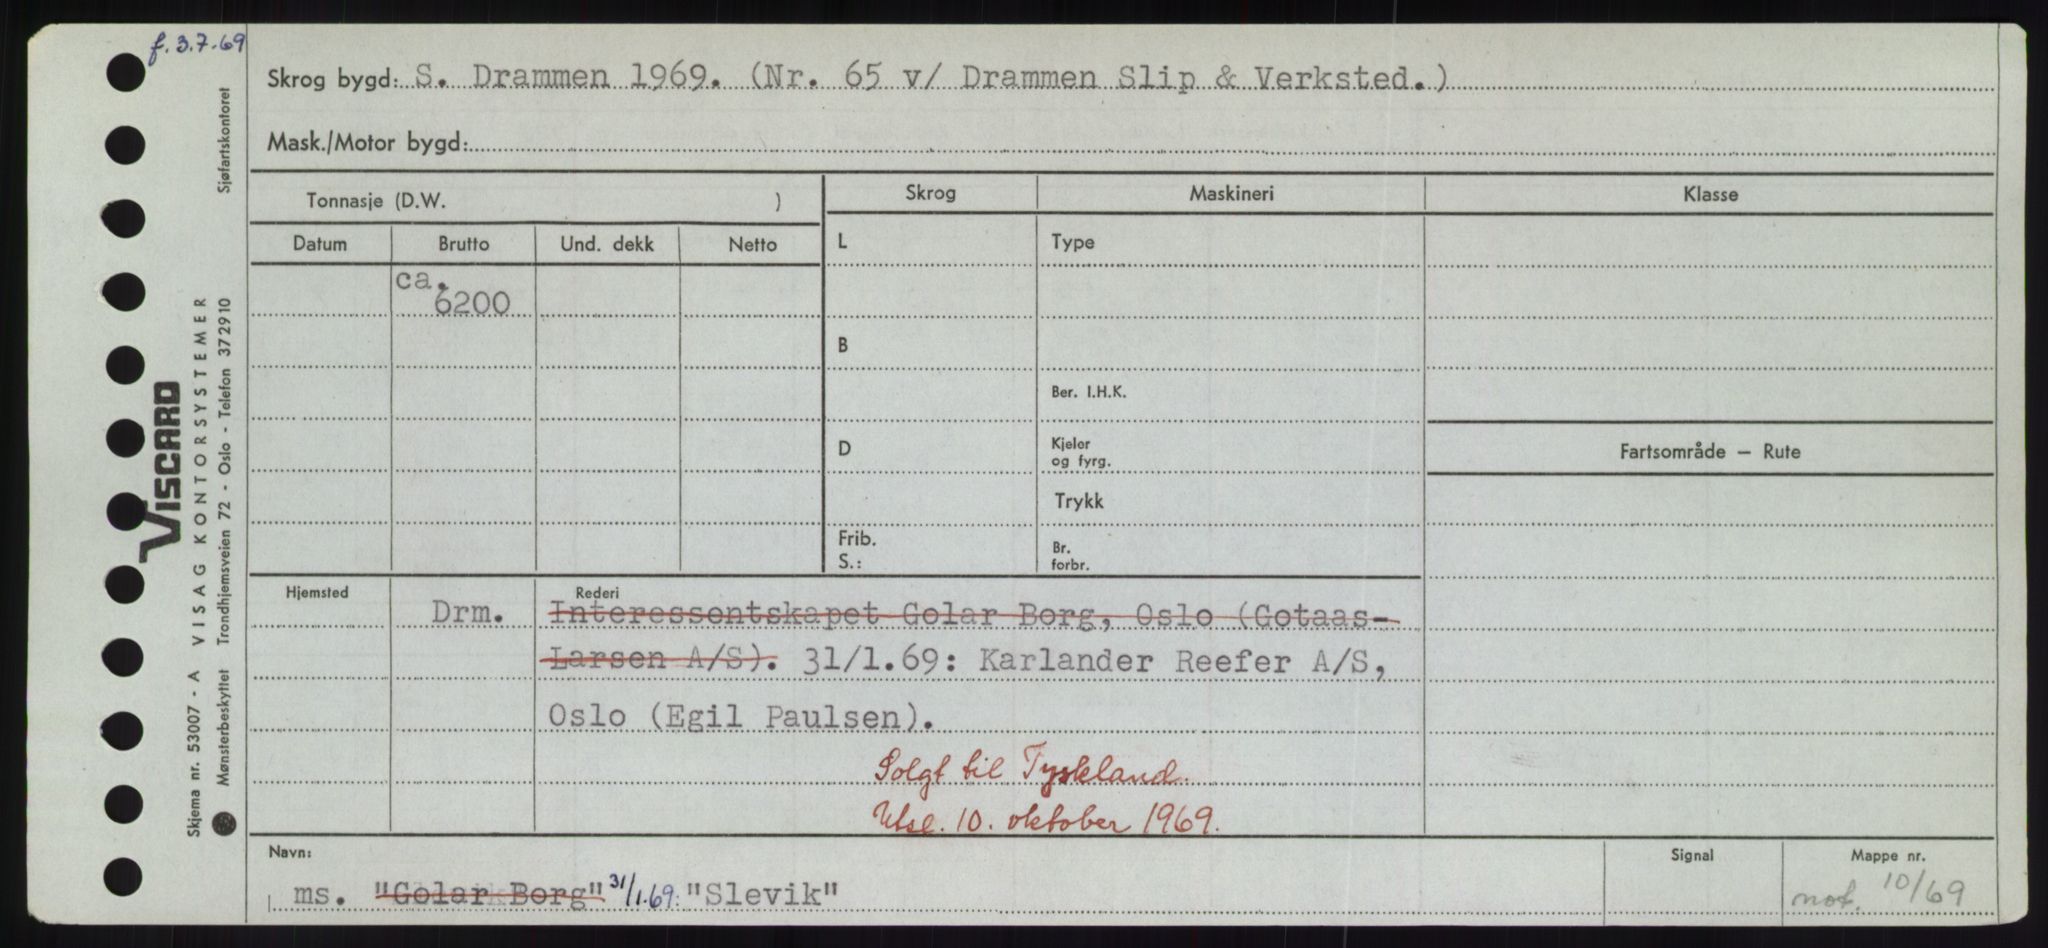 f. 3.7.69
Skrog bygd: S. Drammen 1969. (Nr. 65 v/ Drammen Slip & Verksted.)
Mask./Motor bygd:
Tonnasje (D.W. )
Skrog Maskineri Klasse
Datum Brutto Und. dekk Netto
L Type
ca.
6200
B
Ber. I.H.K.
D Kjeler
og fyrg.
Fartsområde — Rute
Trykk
Frib.
S.:
Br.
forbr.
Hjemsted Rederi
Drm. Interessentskapet Golar Borg, Oslo (Gotaas-
Larsen A/S). 31/1.69: Karlander Reefer A/S,
Oslo (Egil Paulsen).
Solgt til Tyskland.
Utsl. 10. oktober 1969.
Navn: Signal Mappe nr.
ms. "Golar Borg" 31/1.69: "Slevik" not. 10/69
Skjema nr. 53007 - A VISAG KONTORSYSTEMER
VISCARD
Mønsterbeskyttet Trondhjemsveien 72 - Oslo - Telefon 372910 Sjøfartskontoret